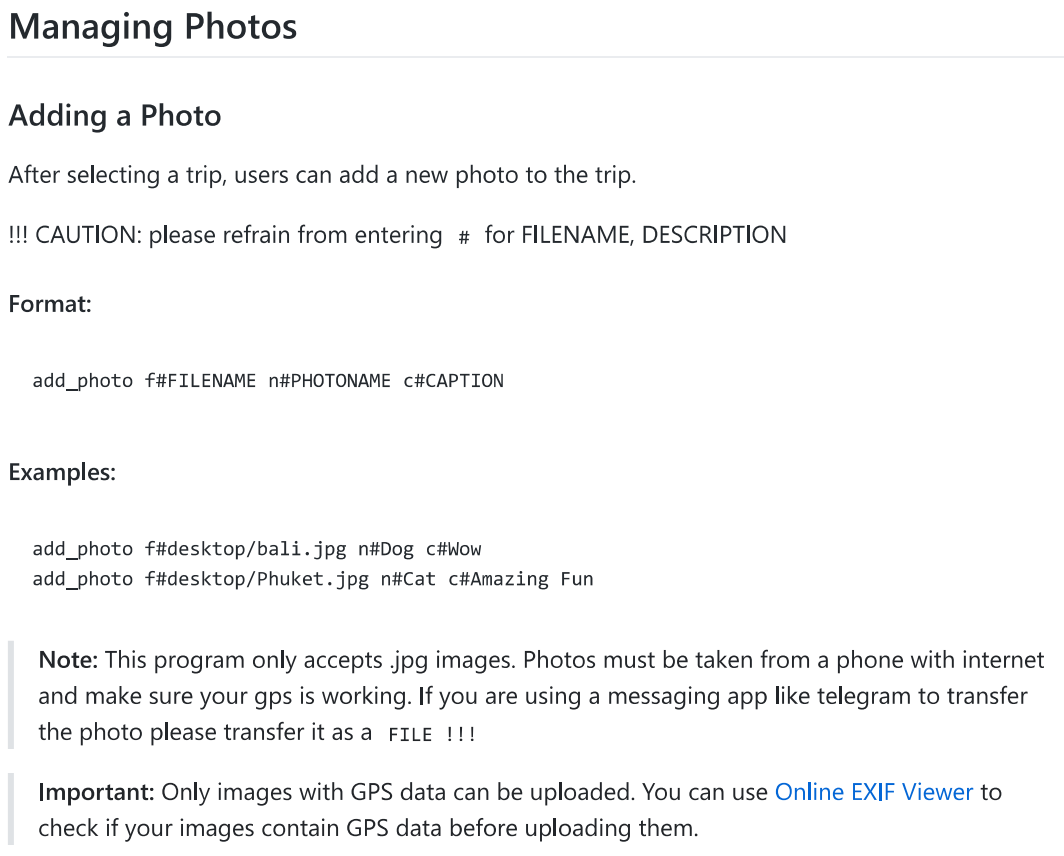 Managing Photos
Adding a Photo
After selecting a trip, users can add a new photo to the trip.
!!! CAUTION: please refrain from entering # for FILENAME, DESCRIPTION
Format:
add_photo f#FILENAME n#PHOTONAME c#CAPTION
Examples:
add_photo f#desktop/bali.jpg n#Dog c#Wow
add_photo f#desktop/Phuket.jpg n#Cat c#Amazing Fun
Note: This program only accepts .jpg images. Photos must be taken from a phone with internet
and make sure your gps is working. If you are using a messaging app like telegram to transfer
the photo please transfer it as a FILE !!!
Important: Only images with GPS data can be uploaded. You can use Online EXIF Viewer to
check if your images contain GPS data before uploading them.